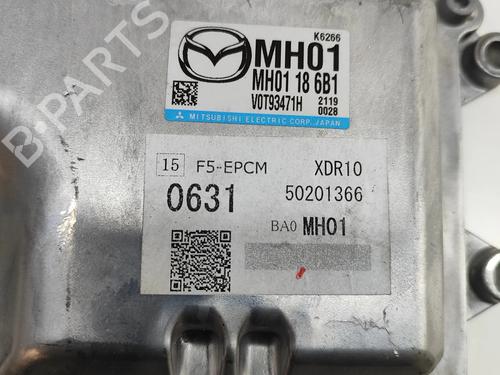 K6266
MH01
MH01 18 6B1
V0T93471H 2119
0028
MITSUBISHI ELECTRIC CORP. JAPAN
15 F5-EPCM XDR10
0631 50201366
BA0 MH01
B-PARTS